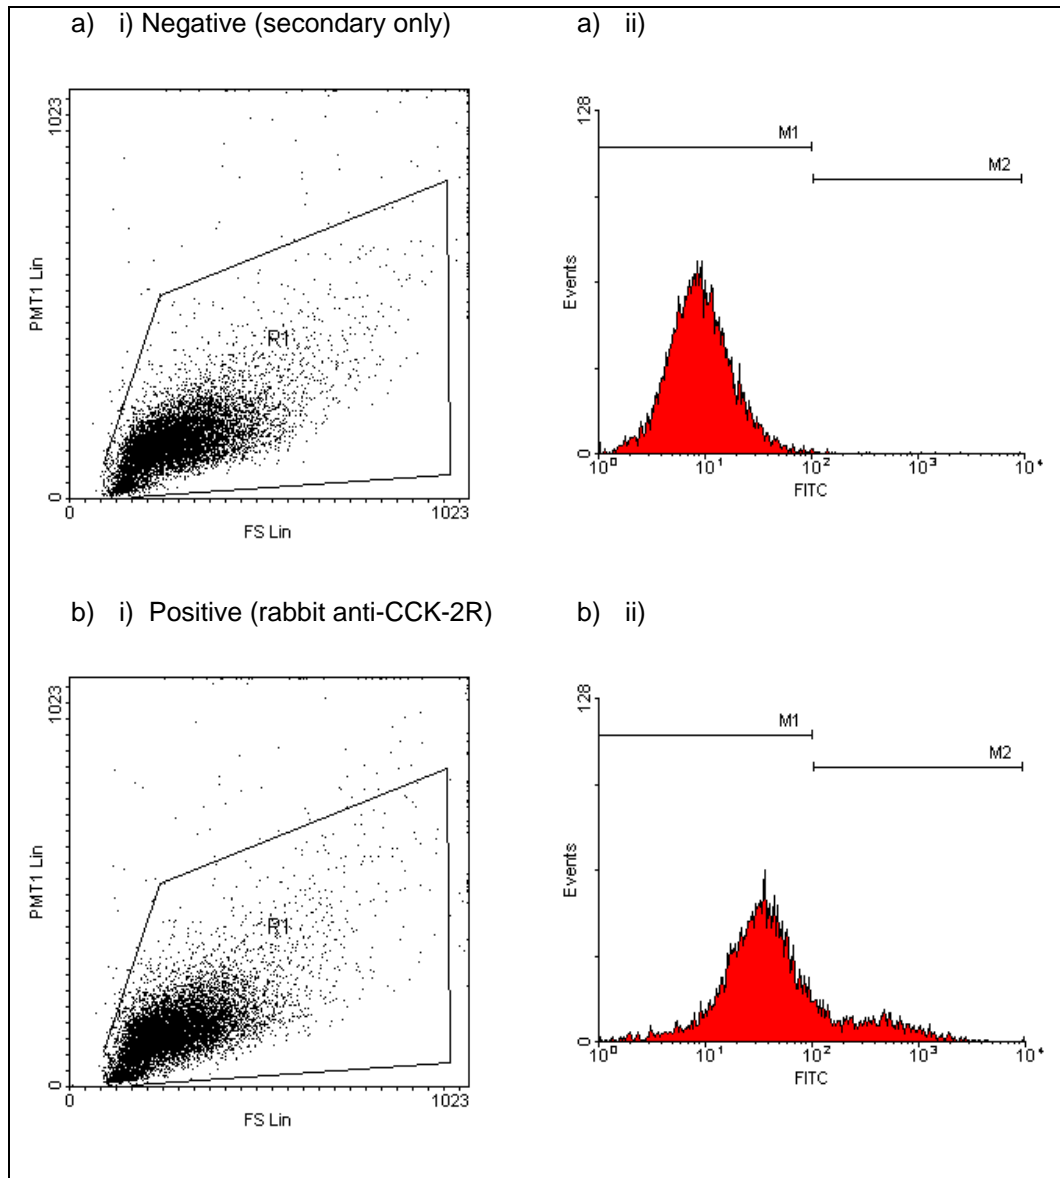 a) i) Negative (secondary only)
a) ii)
1023
PMT1 Lin
0
R1
0
1023
FS Lin
128
Events
0
M1
M2
10⁰
10¹
10²
10³
10⁴
FITC
b) i) Positive (rabbit anti-CCK-2R)
b) ii)
1023
PMT1 Lin
0
R1
0
1023
FS Lin
128
Events
0
M1
M2
10⁰
10¹
10²
10³
10⁴
FITC